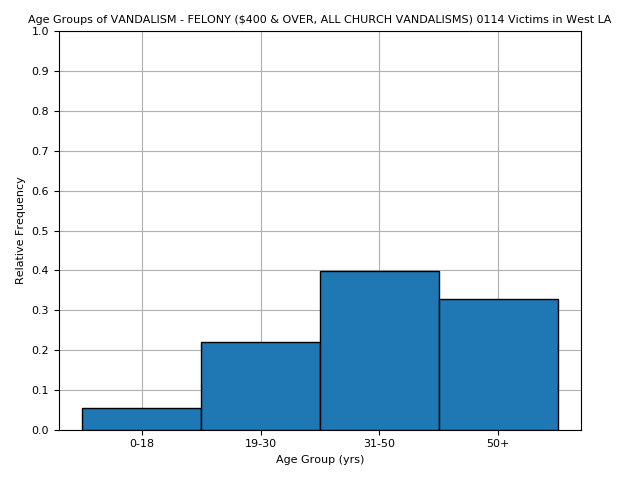 Age Groups of VANDALISM - FELONY ($400 & OVER, ALL CHURCH VANDALISMS) 0114 Victims in West LA
1.0
0.9
0.8
0.7
0.6
0.5
0.4
0.3
0.2
0.1
0.0
Relative Frequency
0-18 19-30 31-50 50+
Age Group (yrs)